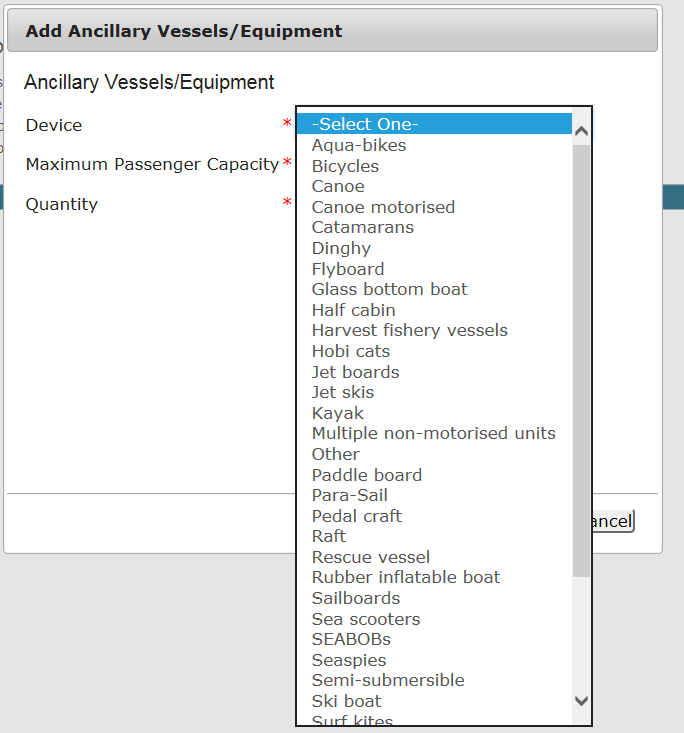 Add Ancillary Vessels/Equipment
Ancillary Vessels/Equipment
Device *
Maximum Passenger Capacity *
Quantity *
-Select One-
Aqua-bikes
Bicycles
Canoe
Canoe motorised
Catamarans
Dinghy
Flyboard
Glass bottom boat
Half cabin
Harvest fishery vessels
Hobi cats
Jet boards
Jet skis
Kayak
Multiple non-motorised units
Other
Paddle board
Para-Sail
Pedal craft
Raft
Rescue vessel
Rubber inflatable boat
Sailboards
Sea scooters
SEABOBs
Seaspies
Semi-submersible
Ski boat
Surf kites
ancel